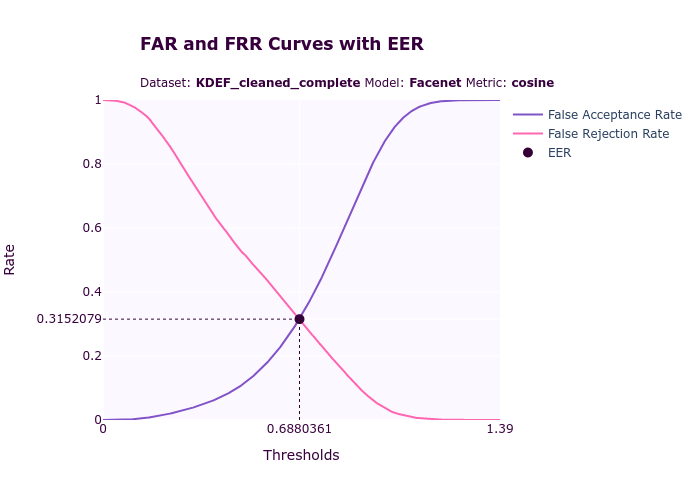 FAR and FRR Curves with EER
Dataset: KDEF_cleaned_complete Model: Facenet Metric: cosine
False Acceptance Rate
False Rejection Rate
EER
Rate
1
0.8
0.6
0.4
0.3152079
0.2
0
0
0.6880361
1.39
Thresholds